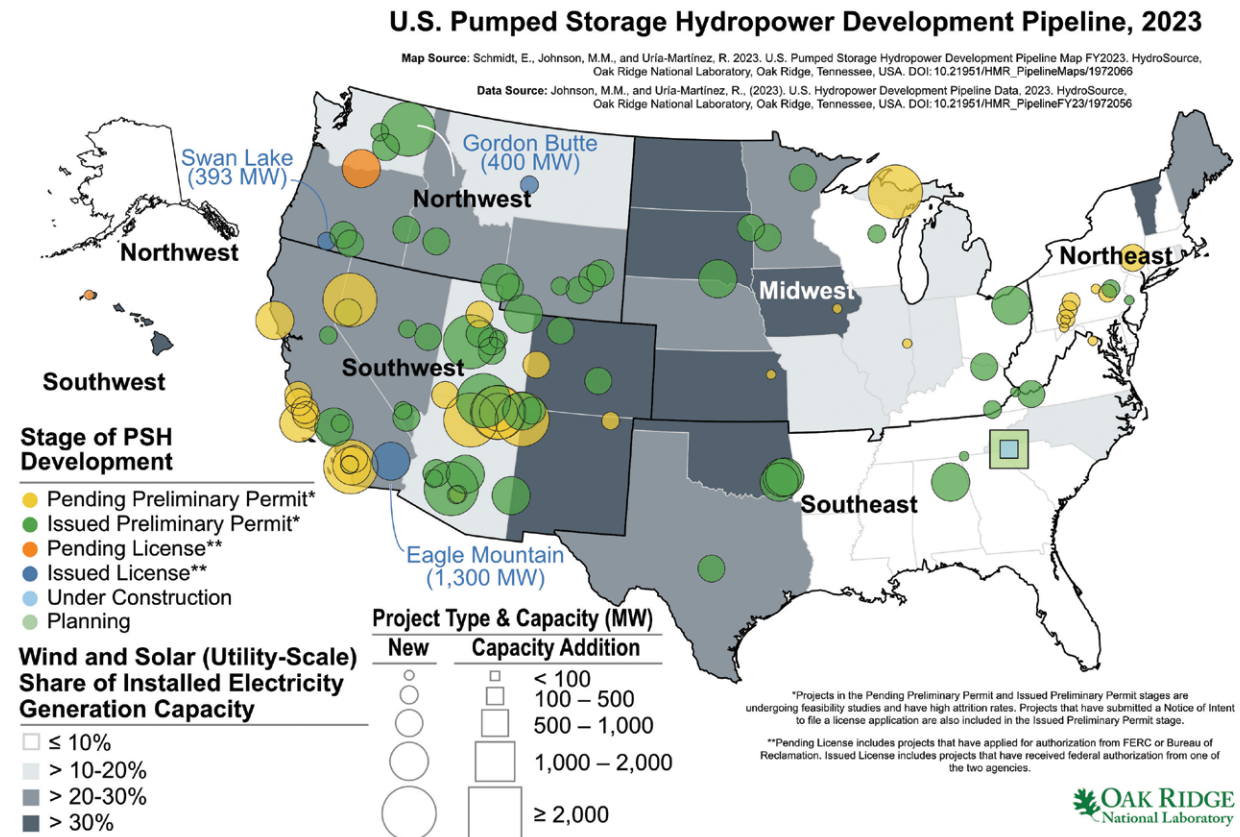 U.S. Pumped Storage Hydropower Development Pipeline, 2023
Map Source: Schmidt, E., Johnson, M.M., and Uría-Martínez, R. 2023. U.S. Pumped Storage Hydropower Development Pipeline Map FY2023. HydroSource,
Oak Ridge National Laboratory, Oak Ridge, Tennessee, USA. DOI: 10.21951/HMR_PipelineMaps/1972066
Data Source: Johnson, M.M., and Uría-Martínez, R., (2023). U.S. Hydropower Development Pipeline Data, 2023. HydroSource,
Oak Ridge National Laboratory, Oak Ridge, Tennessee, USA. DOI: 10.21951/HMR_PipelineFY23/1972056
Swan Lake
(393 MW)
Gordon Butte
(400 MW)
Northwest
Northwest
Northeast
Midwest
Southwest
Southwest
Southeast
Eagle Mountain
(1,300 MW)
Stage of PSH
Development
Pending Preliminary Permit*
Issued Preliminary Permit*
Pending License**
Issued License**
Under Construction
Planning
Wind and Solar (Utility-Scale)
Share of Installed Electricity
Generation Capacity
≤ 10%
> 10-20%
> 20-30%
> 30%
Project Type & Capacity (MW)
New
Capacity Addition
< 100
100 – 500
500 – 1,000
1,000 – 2,000
≥ 2,000
*Projects in the Pending Preliminary Permit and Issued Preliminary Permit stages are
undergoing feasibility studies and have high attrition rates. Projects that have submitted a Notice of Intent
to file a license application are also included in the Issued Preliminary Permit stage.
**Pending License includes projects that have applied for authorization from FERC or Bureau of
Reclamation. Issued License includes projects that have received federal authorization from one of
the two agencies.
OAK RIDGE
National Laboratory